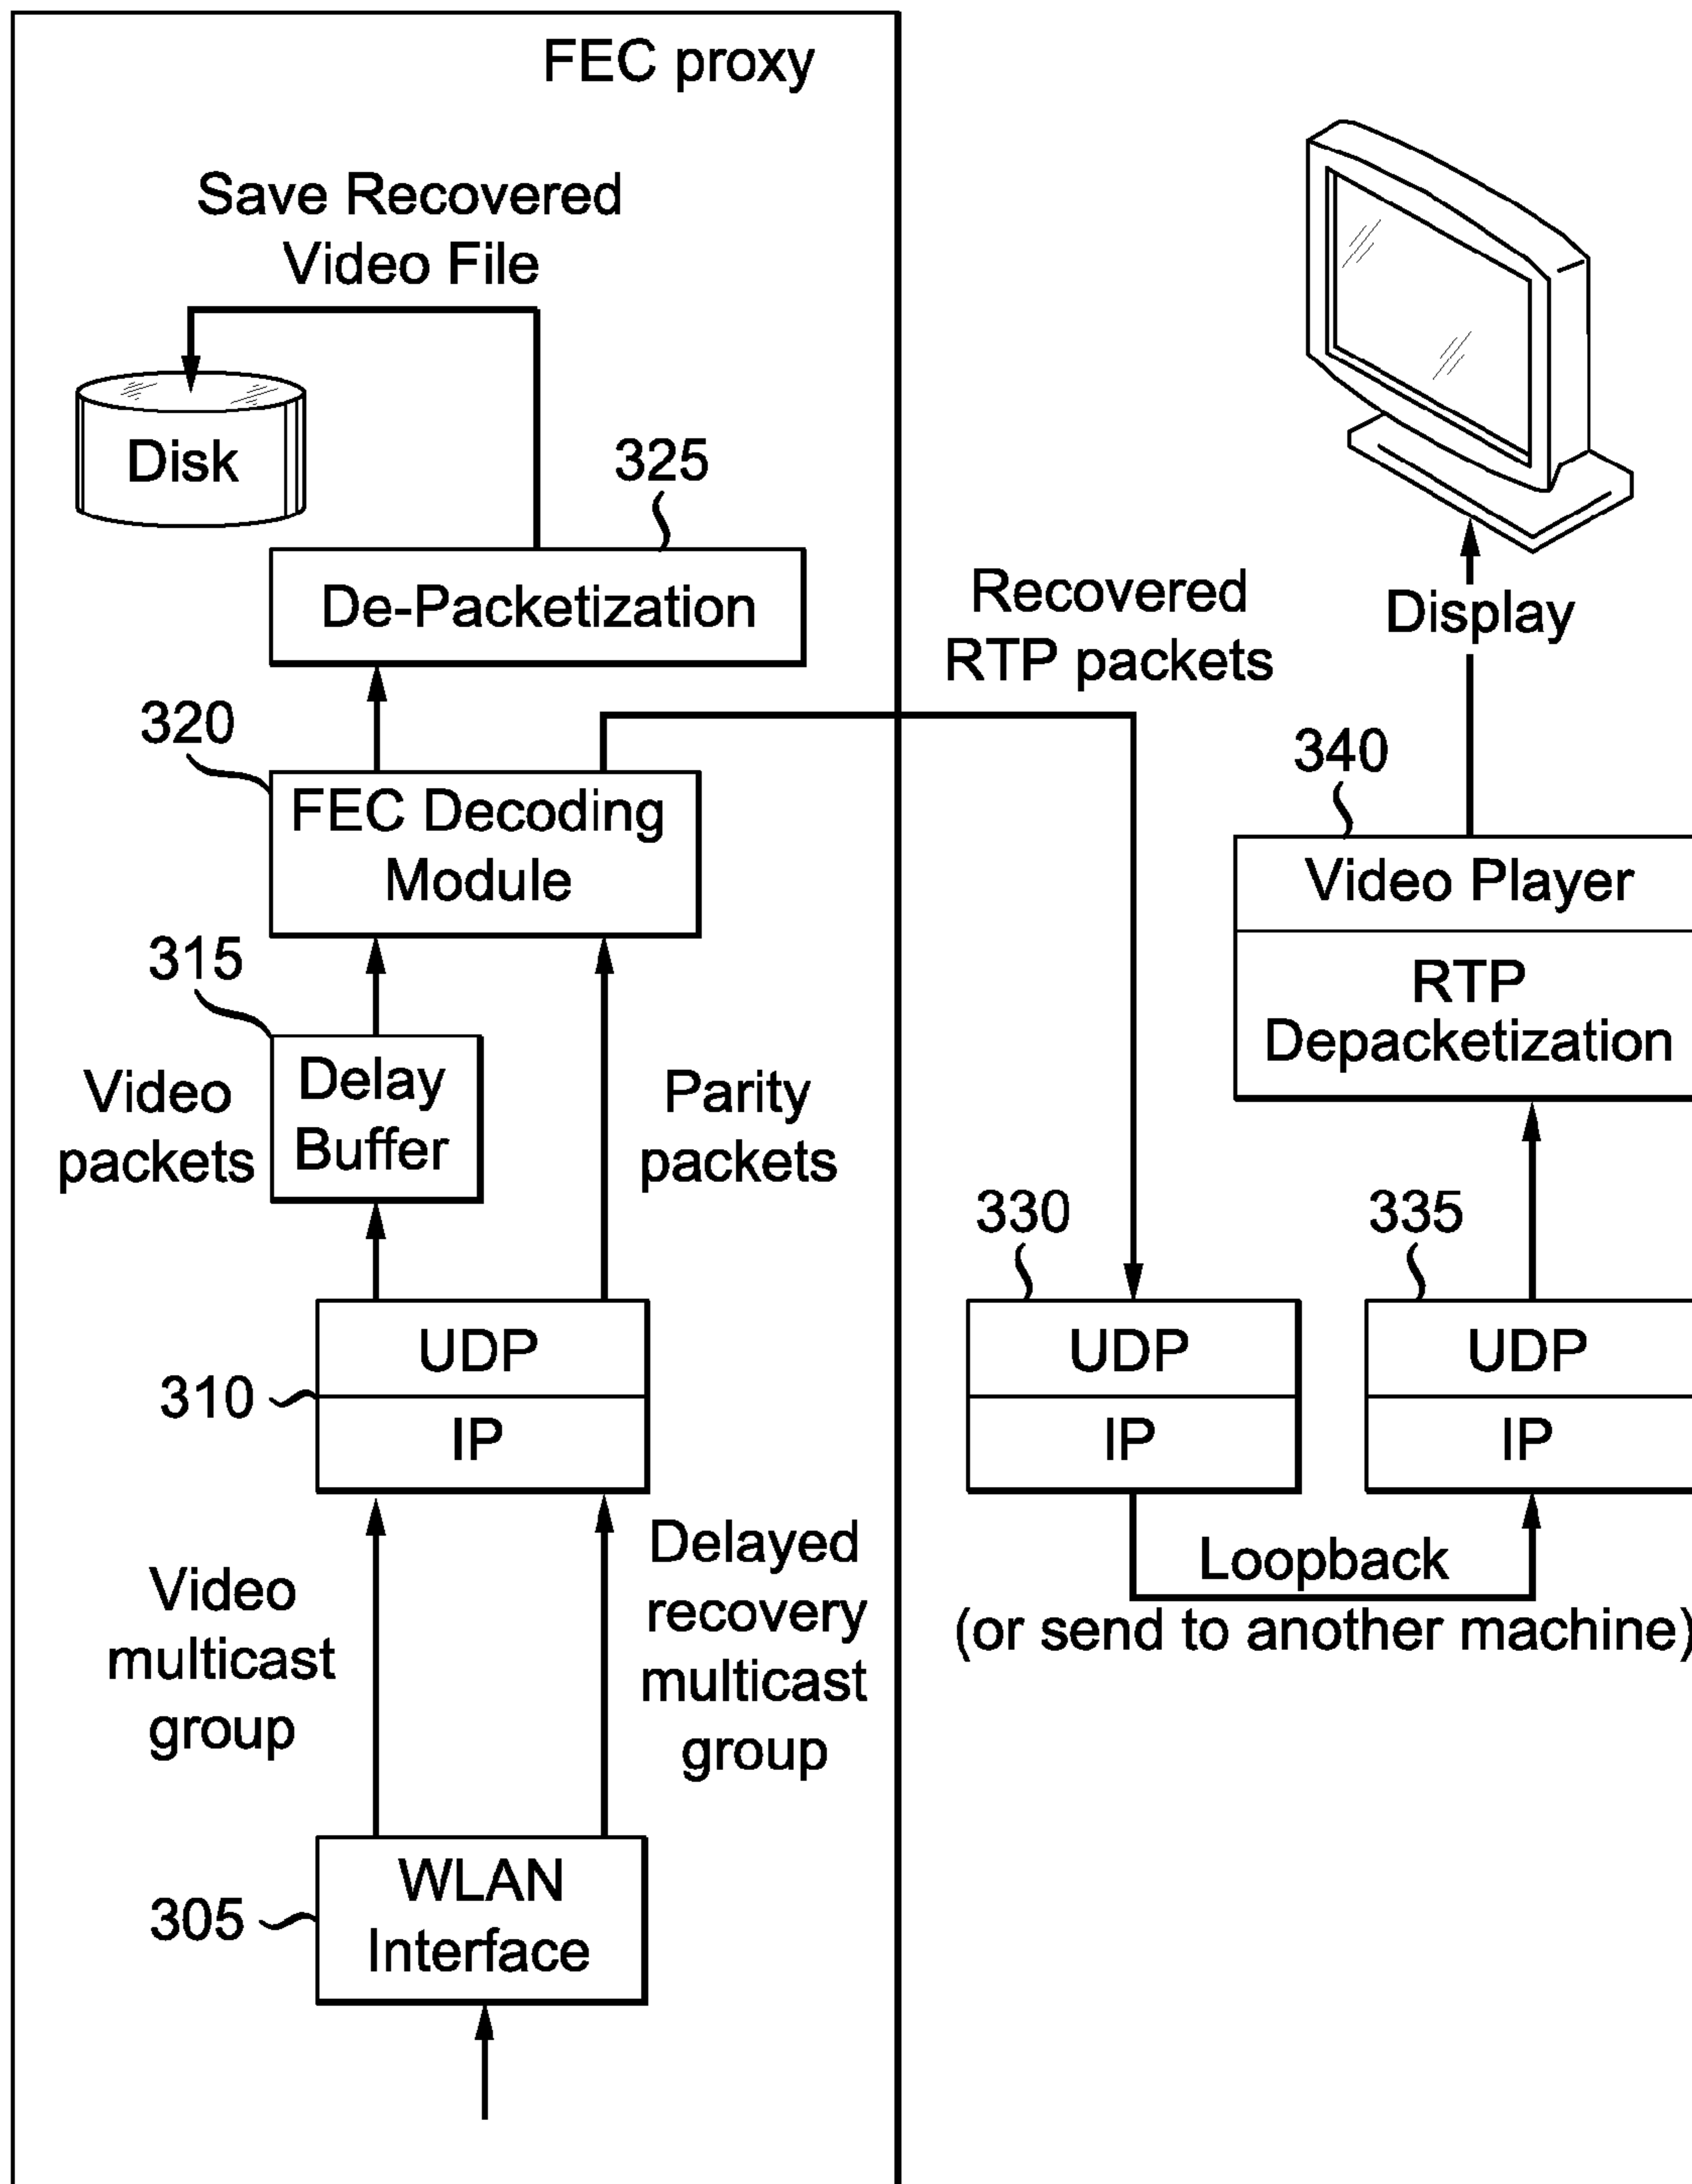 FEC proxy
Save Recovered
Video File
Disk
325
De-Packetization
320
FEC Decoding
Module
315
Video
packets
Delay
Buffer
Parity
packets
310
UDP
IP
Video
multicast
group
Delayed
recovery
multicast
group
305
WLAN
Interface
Recovered
RTP packets
Display
340
Video Player
RTP
Depacketization
330
UDP
IP
335
UDP
IP
Loopback
(or send to another machine)